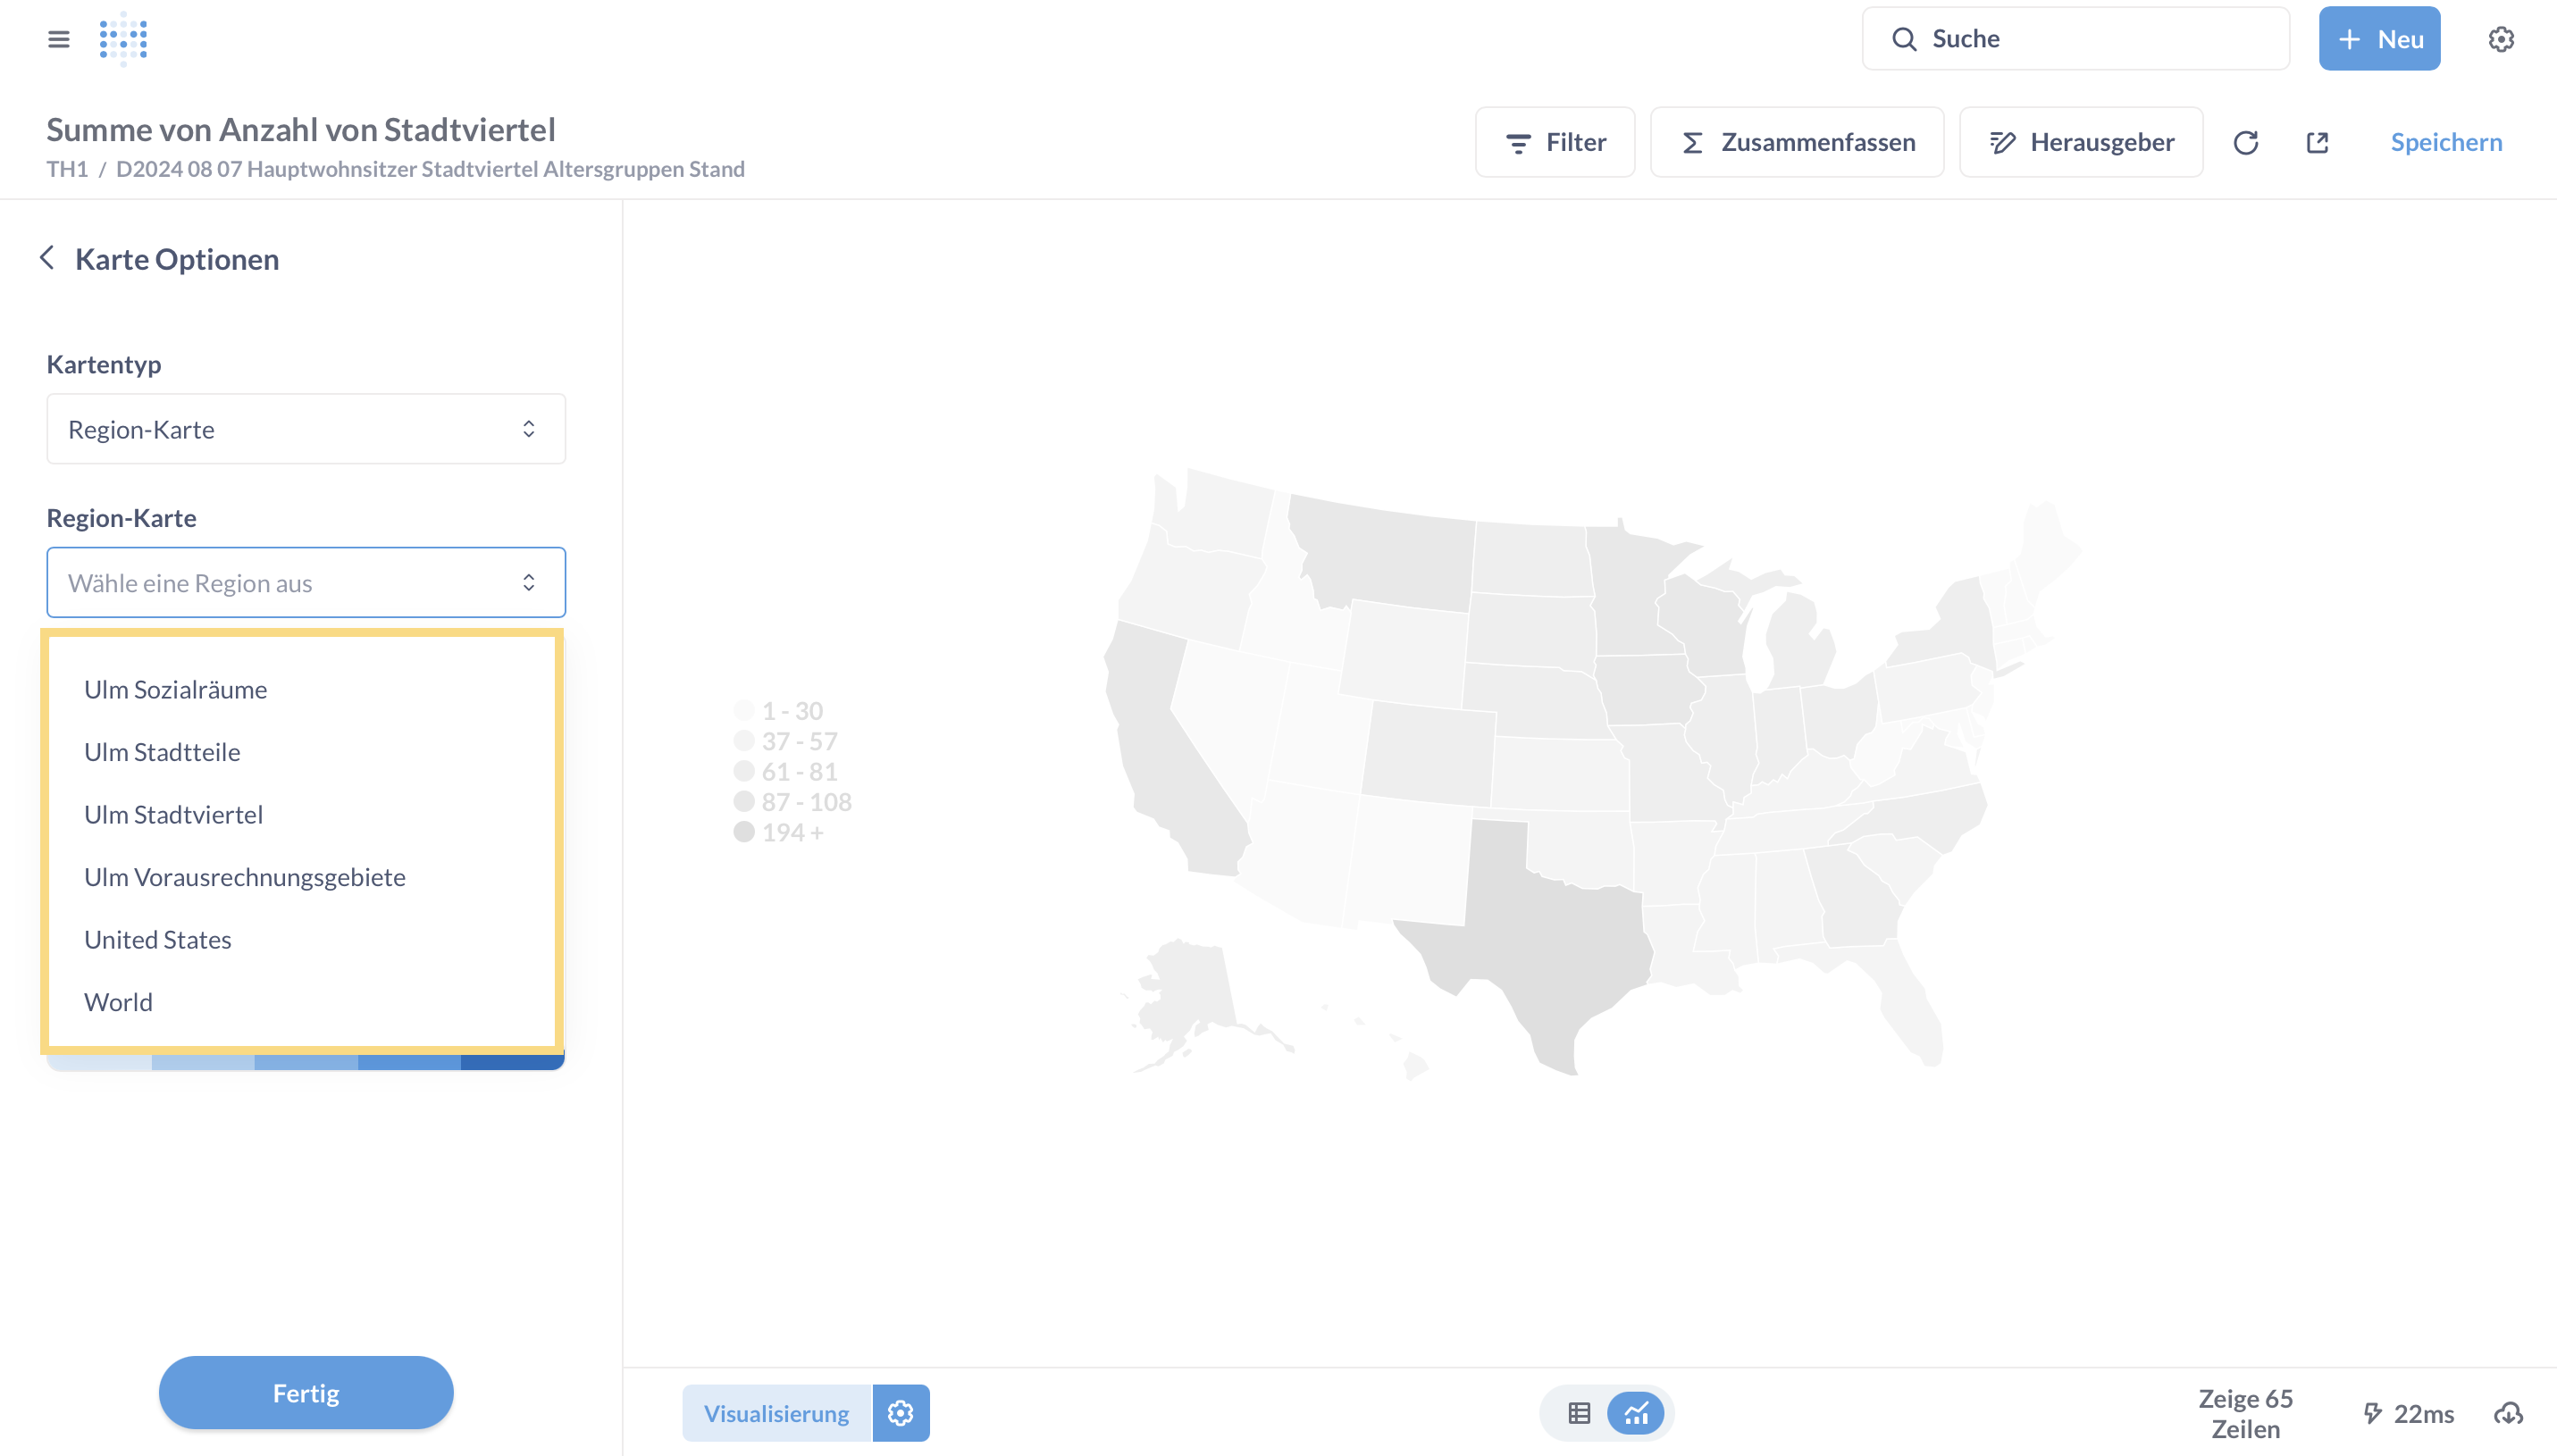 Suche
Neu
Summe von Anzahl von Stadtviertel
TH1 / D2024 08 07 Hauptwohnsitzer Stadtviertel Altersgruppen Stand
Filter
Zusammenfassen
Herausgeber
Speichern
Karte Optionen
Kartentyp
Region-Karte
Region-Karte
Wähle eine Region aus
Ulm Sozialräume
Ulm Stadtteile
Ulm Stadtviertel
Ulm Vorausrechnungsgebiete
United States
World
Fertig
1 - 30
37 - 57
61 - 81
87 - 108
194 +
Visualisierung
Zeige 65
Zeilen
22ms